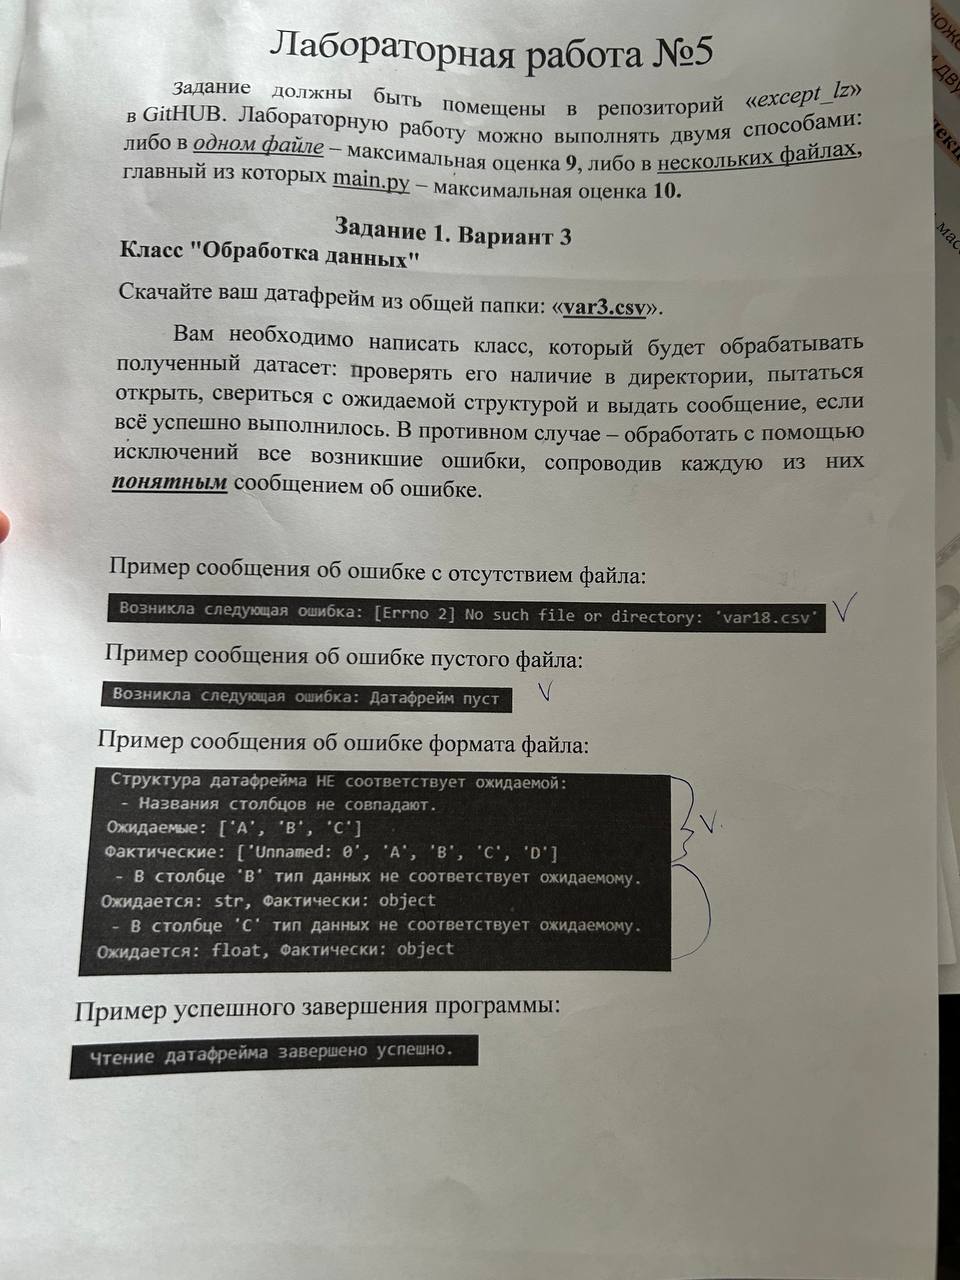 Лабораторная работа №5
Задание должны быть помещены в репозиторий «except_lz»
в GitHUB. Лабораторную работу можно выполнять двумя способами:
либо в одном файле – максимальная оценка 9, либо в нескольких файлах,
главный из которых main.py – максимальная оценка 10.
Задание 1. Вариант 3
Класс "Обработка данных"
Скачайте ваш датафрейм из общей папки: «var3.csv».
Вам необходимо написать класс, который будет обрабатывать
полученный датасет: проверять его наличие в директории, пытаться
открыть, свериться с ожидаемой структурой и выдать сообщение, если
всё успешно выполнилось. В противном случае – обработать с помощью
исключений все возникшие ошибки, сопроводив каждую из них
понятным сообщением об ошибке.
Пример сообщения об ошибке с отсутствием файла:
Возникла следующая ошибка: [Errno 2] No such file or directory: 'var18.csv'
Пример сообщения об ошибке пустого файла:
Возникла следующая ошибка: Датафрейм пуст
Пример сообщения об ошибке формата файла:
Структура датафрейма НЕ соответствует ожидаемой:
- Названия столбцов не совпадают.
Ожидаемые: ['A', 'B', 'C']
Фактические: ['Unnamed: 0', 'A', 'B', 'C', 'D']
- В столбце 'B' тип данных не соответствует ожидаемому.
Ожидается: str, Фактически: object
- В столбце 'C' тип данных не соответствует ожидаемому.
Ожидается: float, Фактически: object
Пример успешного завершения программы:
Чтение датафрейма завершено успешно.